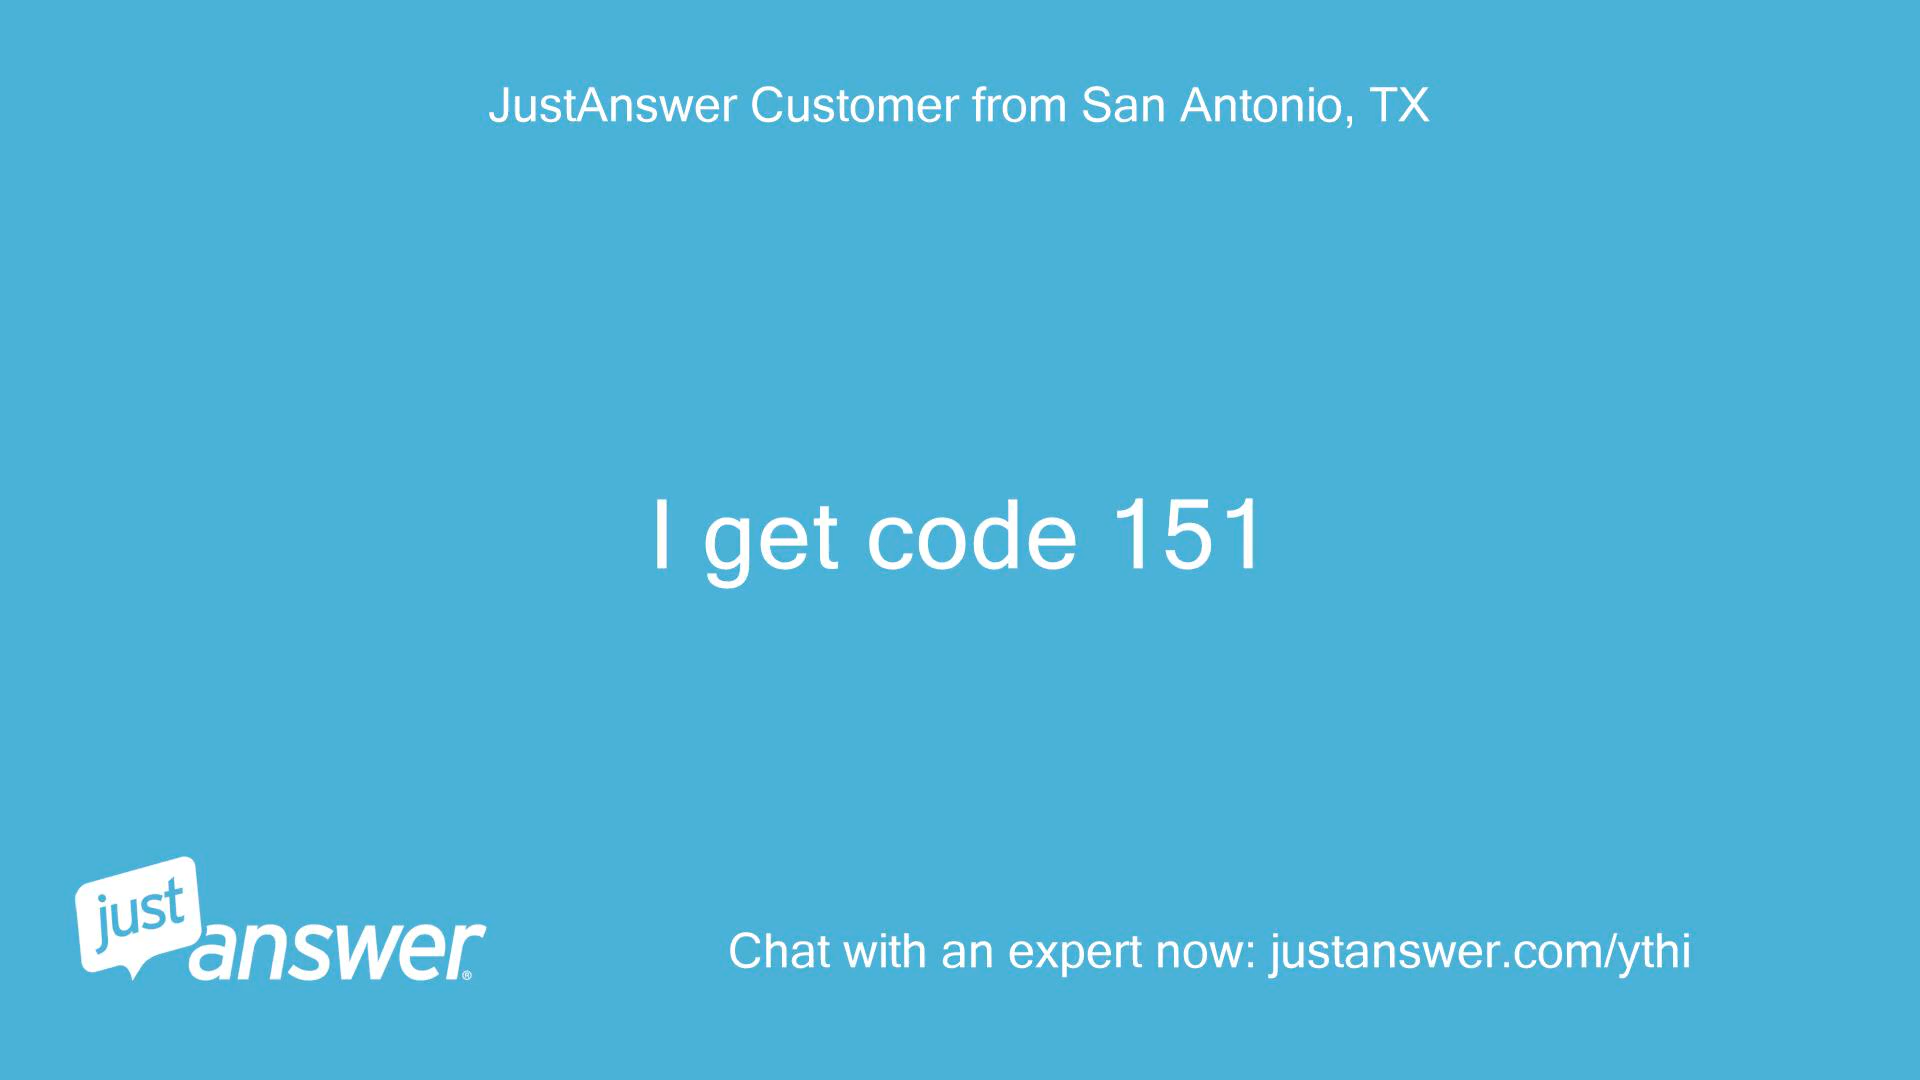 JustAnswer Customer from San Antonio, TX
I get code 151
just
answer®
Chat with an expert now: justanswer.com/ythi